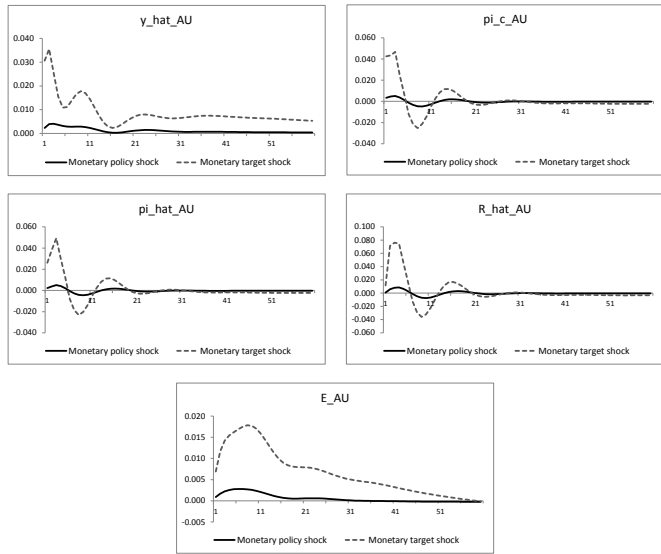 y_hat_AU
0.040
0.030
0.020
0.010
0.000
1 11 21 31 41 51
Monetary policy shock Monetary target shock
pi_c_AU
0.060
0.040
0.020
0.000
-0.020
-0.040
1 11 21 31 41 51
Monetary policy shock Monetary target shock
pi_hat_AU
0.060
0.040
0.020
0.000
-0.020
-0.040
1 11 21 31 41 51
Monetary policy shock Monetary target shock
R_hat_AU
0.100
0.080
0.060
0.040
0.020
0.000
-0.020
-0.040
-0.060
1 11 21 31 41 51
Monetary policy shock Monetary target shock
E_AU
0.020
0.015
0.010
0.005
0.000
-0.005
1 11 21 31 41 51
Monetary policy shock Monetary target shock